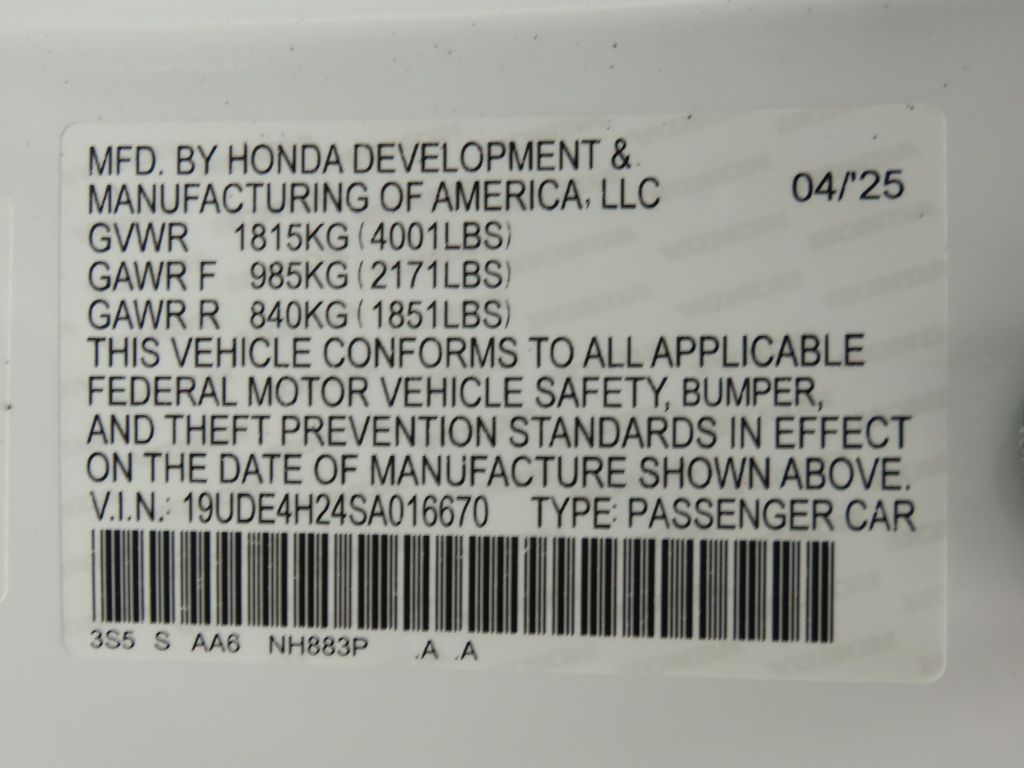 MFD. BY HONDA DEVELOPMENT &
MANUFACTURING OF AMERICA, LLC 04/'25
GVWR 1815KG (4001LBS)
GAWR F 985KG (2171LBS)
GAWR R 840KG (1851LBS)
THIS VEHICLE CONFORMS TO ALL APPLICABLE
FEDERAL MOTOR VEHICLE SAFETY, BUMPER,
AND THEFT PREVENTION STANDARDS IN EFFECT
ON THE DATE OF MANUFACTURE SHOWN ABOVE.
V.I.N.: 19UDE4H24SA016670 TYPE: PASSENGER CAR
3S5 S AA6 NH883P .A .A